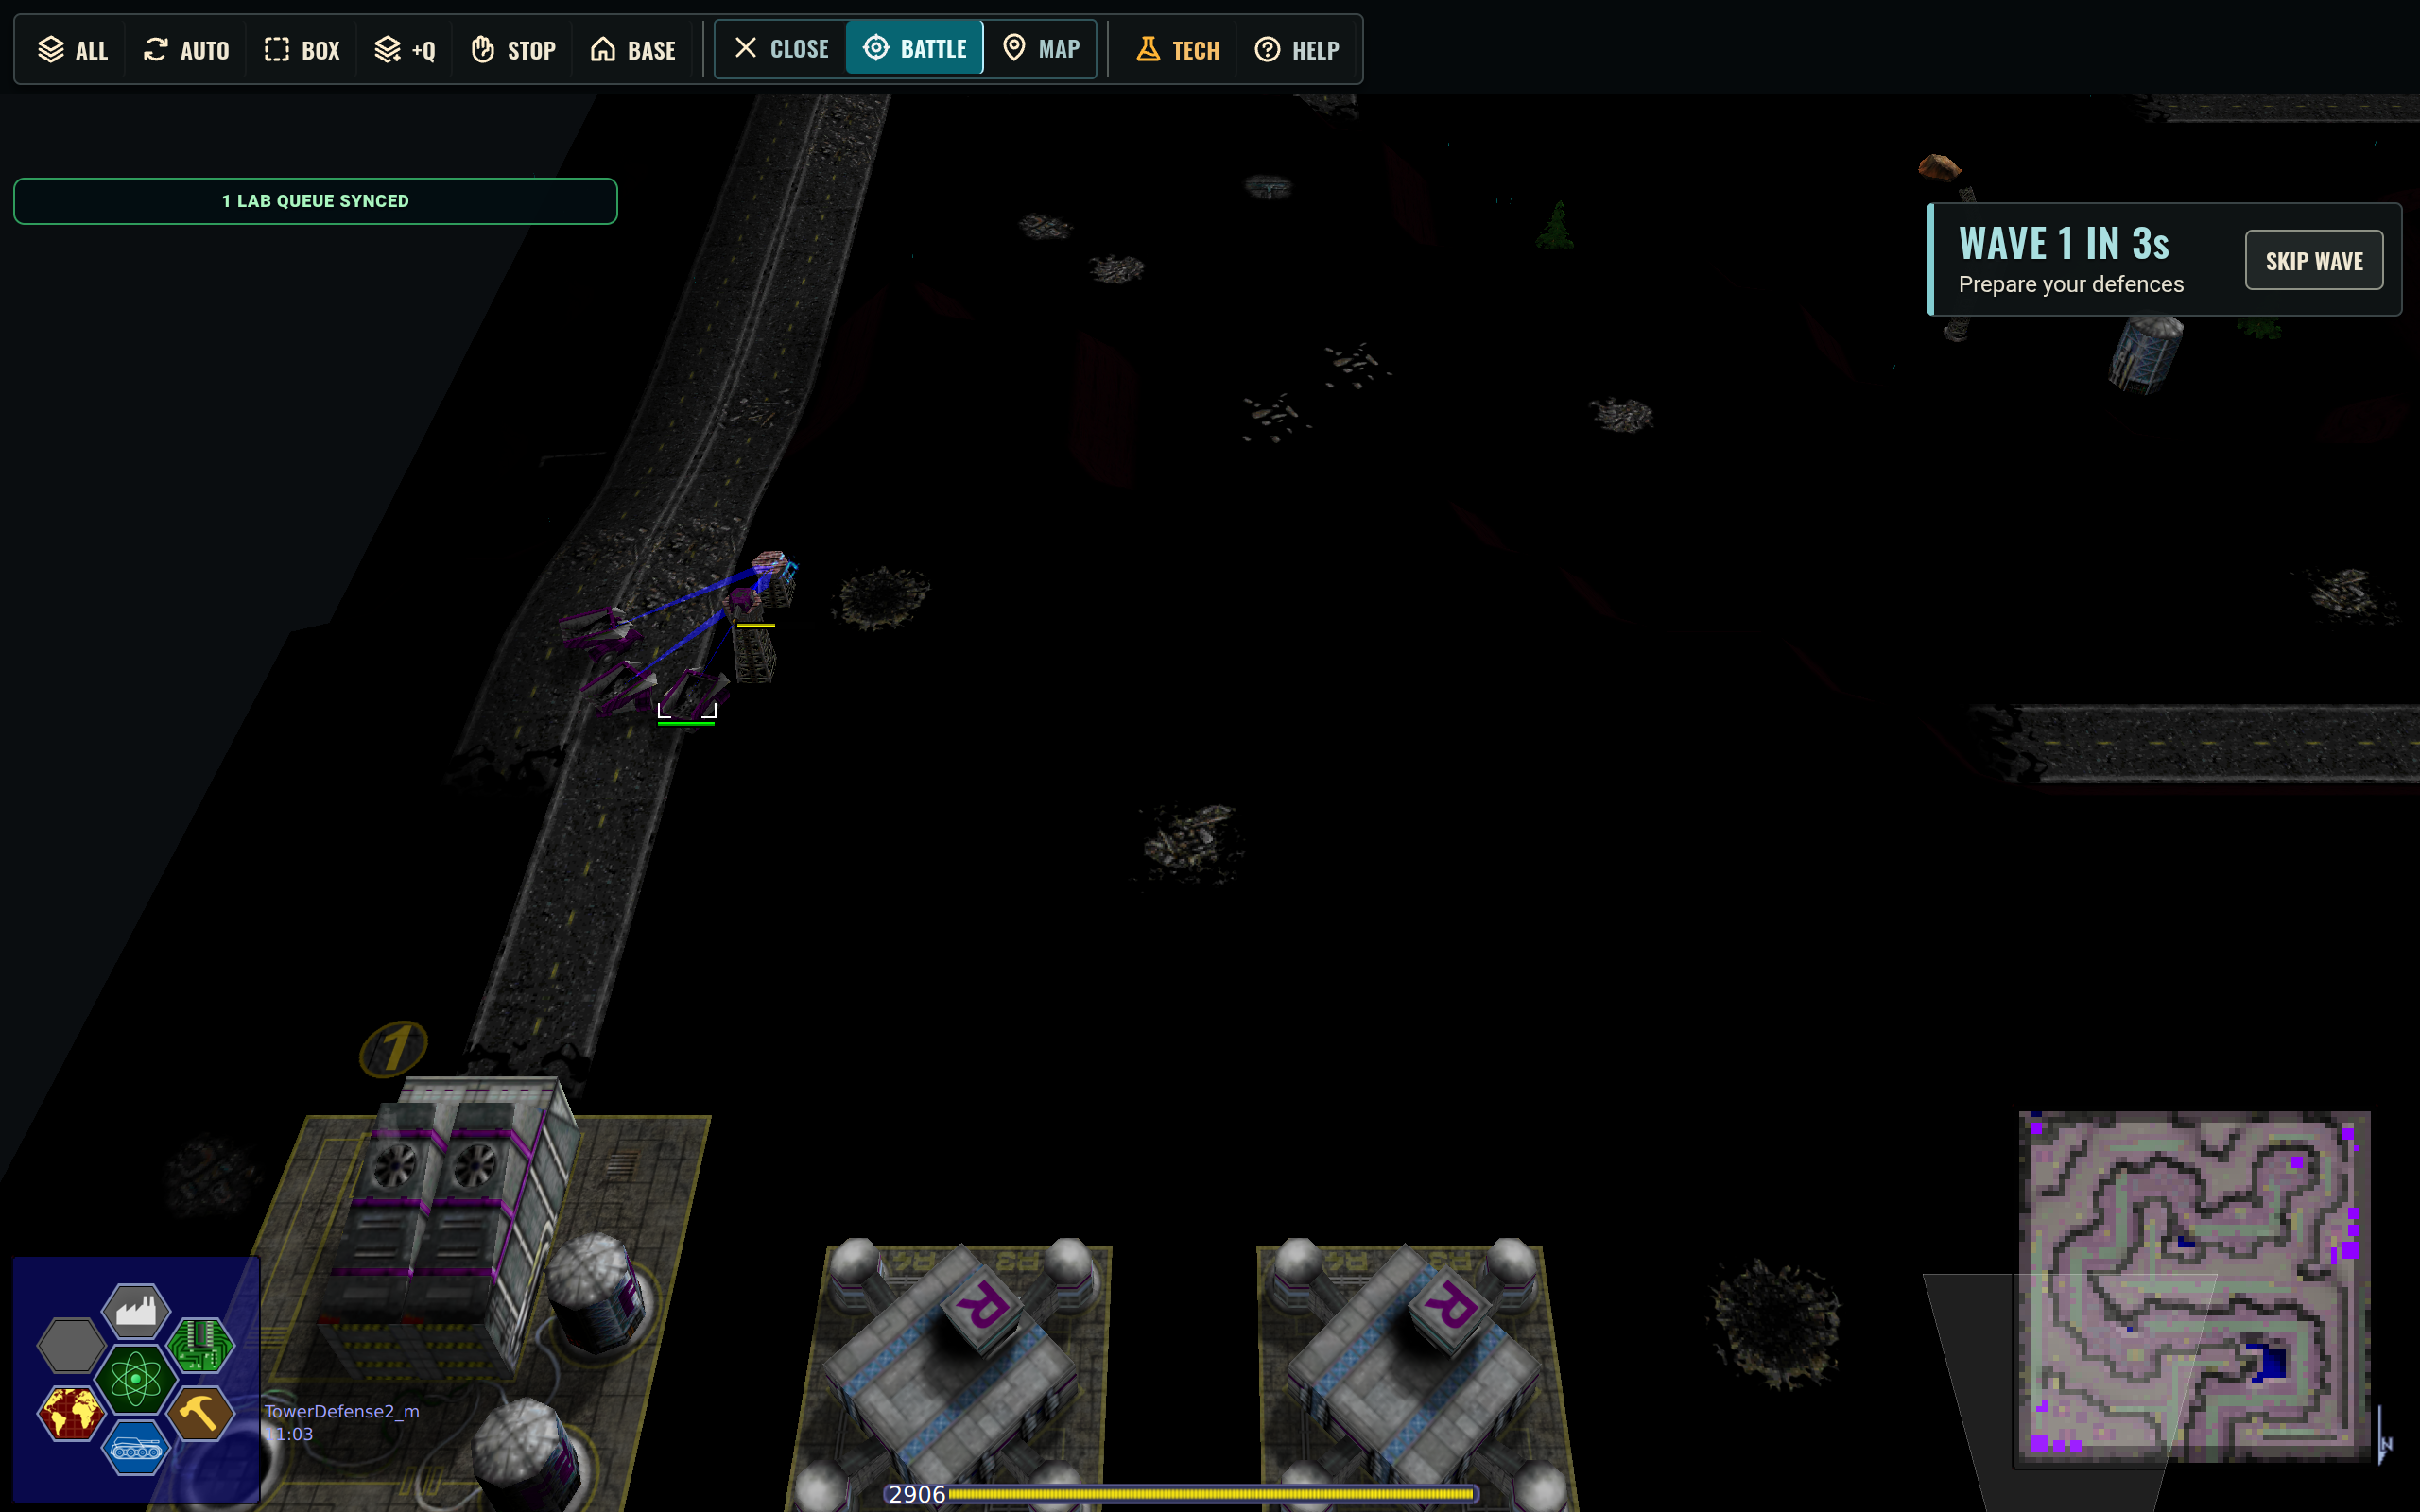 ALL AUTO BOX +Q STOP BASE CLOSE BATTLE MAP TECH HELP
1 LAB QUEUE SYNCED
WAVE 1 IN 3s
Prepare your defences
SKIP WAVE
1
R R
TowerDefense2_m
2906
N